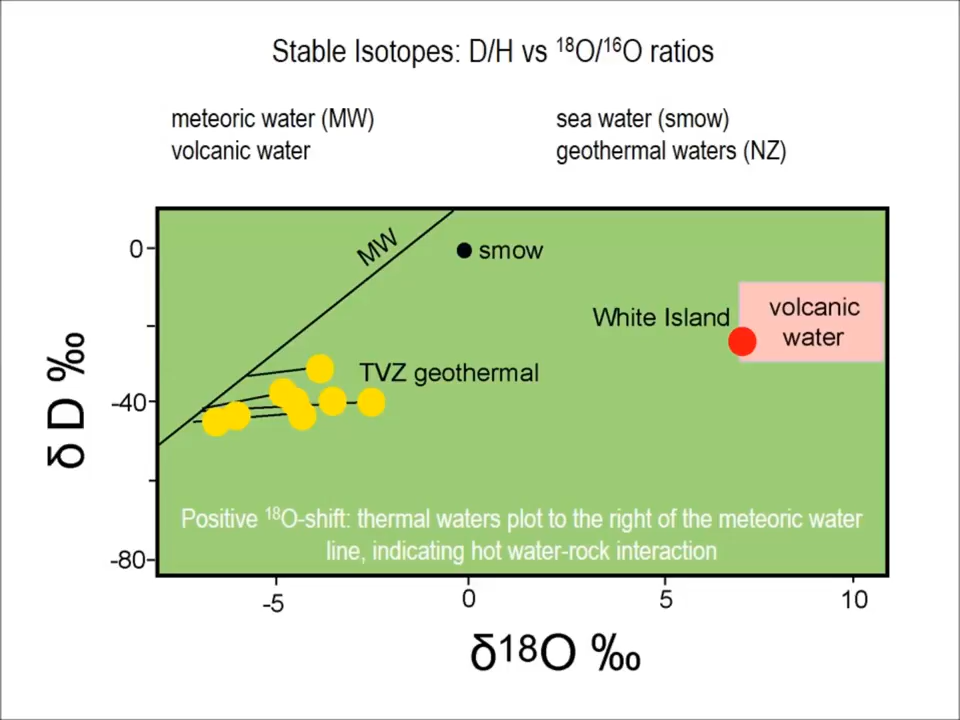 Stable Isotopes: D/H vs ¹⁸O/¹⁶O ratios
meteoric water (MW)
volcanic water
sea water (smow)
geothermal waters (NZ)
δ D ‰
0
-40
-80
MW
smow
White Island
volcanic
water
TVZ geothermal
Positive ¹⁸O-shift: thermal waters plot to the right of the meteoric water
line, indicating hot water-rock interaction
-5
0
5
10
δ18O ‰